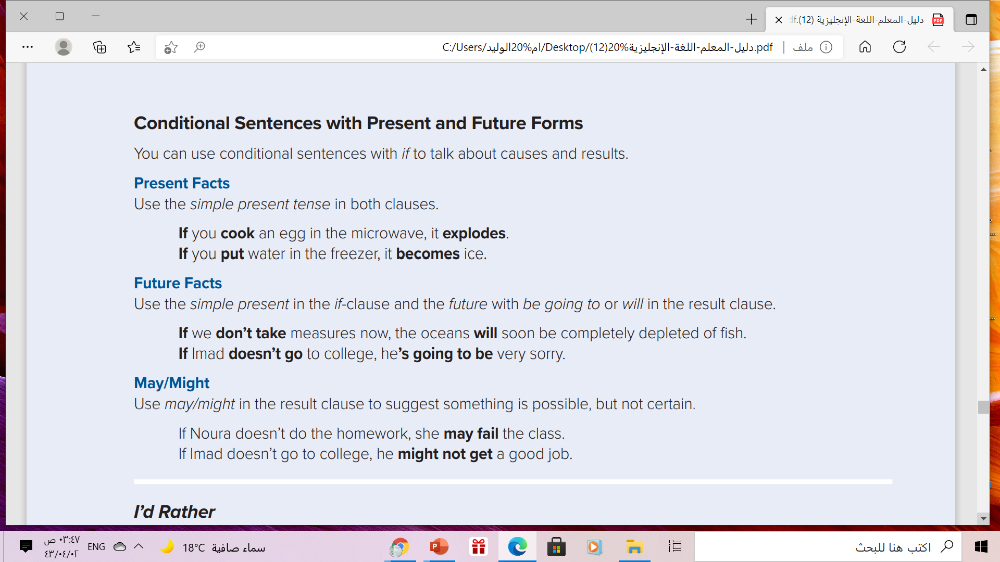 دليل-المعلم-اللغة-الإنجليزية (12).pdf
ملف
C:/Users/ام%20الوليد/Desktop/دليل-المعلم-اللغة-الإنجليزية%20(12).pdf
Conditional Sentences with Present and Future Forms
You can use conditional sentences with if to talk about causes and results.
Present Facts
Use the simple present tense in both clauses.
If you cook an egg in the microwave, it explodes.
If you put water in the freezer, it becomes ice.
Future Facts
Use the simple present in the if-clause and the future with be going to or will in the result clause.
If we don't take measures now, the oceans will soon be completely depleted of fish.
If Imad doesn't go to college, he's going to be very sorry.
May/Might
Use may/might in the result clause to suggest something is possible, but not certain.
If Noura doesn't do the homework, she may fail the class.
If Imad doesn't go to college, he might not get a good job.
I'd Rather
٠٣:٤٧ ص
٤٣/٠٤/٠٢
ENG
18°C سماء صافية
اكتب هنا للبحث